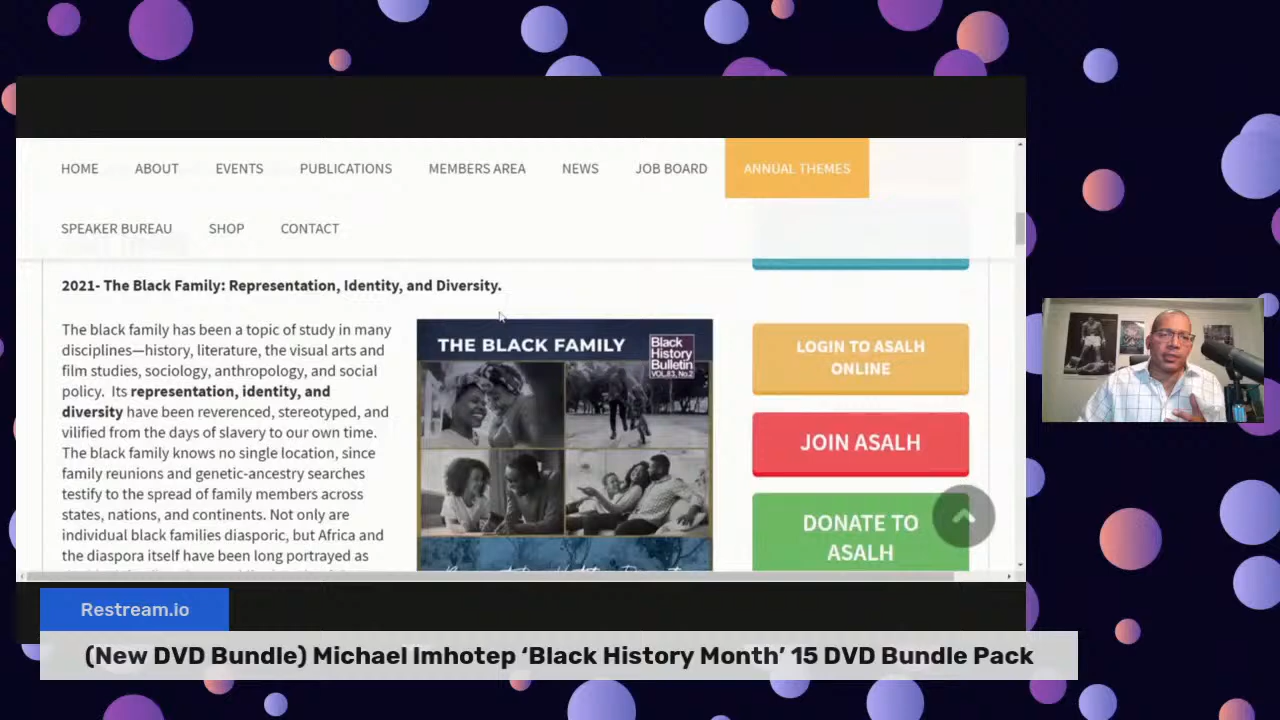 HOME ABOUT EVENTS PUBLICATIONS MEMBERS AREA NEWS JOB BOARD ANNUAL THEMES
SPEAKER BUREAU SHOP CONTACT
2021- The Black Family: Representation, Identity, and Diversity.
The black family has been a topic of study in many
disciplines—history, literature, the visual arts and
film studies, sociology, anthropology, and social
policy. Its representation, identity, and
diversity have been reverenced, stereotyped, and
vilified from the days of slavery to our own time.
The black family knows no single location, since
family reunions and genetic-ancestry searches
testify to the spread of family members across
states, nations, and continents. Not only are
individual black families diasporic, but Africa and
the diaspora itself have been long portrayed as
THE BLACK FAMILY
Black
History
Bulletin
VOL.83, No.2
LOGIN TO ASALH
ONLINE
JOIN ASALH
DONATE TO
ASALH
Restream.io
(New DVD Bundle) Michael Imhotep ‘Black History Month’ 15 DVD Bundle Pack